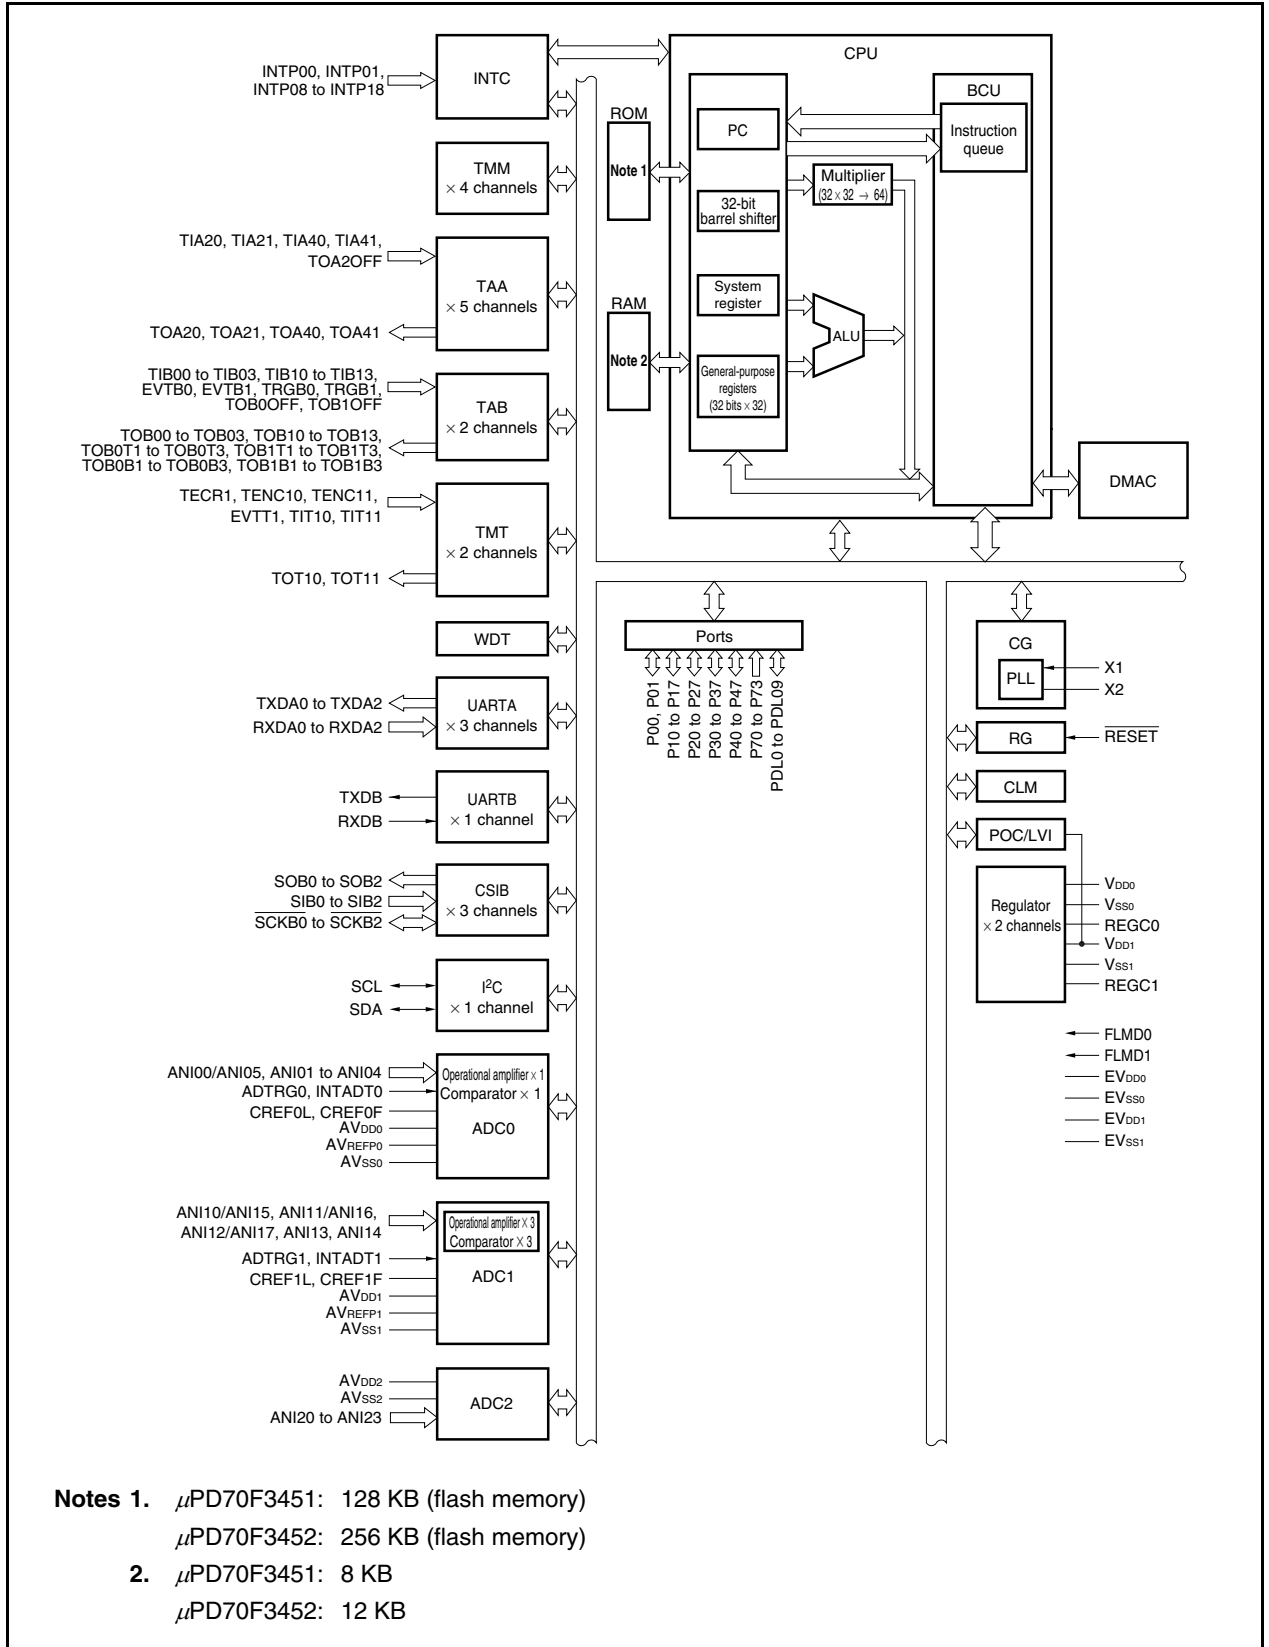 INTP00, INTP01,
INTP08 to INTP18
INTC
TMM
× 4 channels
TIA20, TIA21, TIA40, TIA41,
TOA2OFF
TAA
× 5 channels
TOA20, TOA21, TOA40, TOA41
TIB00 to TIB03, TIB10 to TIB13,
EVTB0, EVTB1, TRGB0, TRGB1,
TOB0OFF, TOB1OFF
TAB
× 2 channels
TOB00 to TOB03, TOB10 to TOB13,
TOB0T1 to TOB0T3, TOB1T1 to TOB1T3,
TOB0B1 to TOB0B3, TOB1B1 to TOB1B3
TECR1, TENC10, TENC11,
EVTT1, TIT10, TIT11
TMT
× 2 channels
TOT10, TOT11
WDT
TXDA0 to TXDA2
RXDA0 to RXDA2
UARTA
× 3 channels
TXDB
RXDB
UARTB
× 1 channel
SOB0 to SOB2
SIB0 to SIB2
SCKB0 to SCKB2
CSIB
× 3 channels
SCL
SDA
I²C
× 1 channel
ANI00/ANI05, ANI01 to ANI04
ADTRG0, INTADT0
CREF0L, CREF0F
AVDD0
AVREFP0
AVSS0
Operational amplifier × 1
Comparator × 1
ADC0
ANI10/ANI15, ANI11/ANI16,
ANI12/ANI17, ANI13, ANI14
ADTRG1, INTADT1
CREF1L, CREF1F
AVDD1
AVREFP1
AVSS1
Operational amplifier × 3
Comparator × 3
ADC1
AVDD2
AVSS2
ANI20 to ANI23
ADC2
ROM
Note 1
RAM
Note 2
CPU
PC
32-bit
barrel shifter
System
register
General-purpose
registers
(32 bits × 32)
Multiplier
(32 × 32 → 64)
ALU
BCU
Instruction
queue
DMAC
Ports
P00, P01
P10 to P17
P20 to P27
P30 to P37
P40 to P47
P70 to P73
PDL0 to PDL09
CG
PLL
X1
X2
RG
RESET
CLM
POC/LVI
Regulator
× 2 channels
VDD0
VSS0
REGC0
VDD1
VSS1
REGC1
FLMD0
FLMD1
EVDD0
EVSS0
EVDD1
EVSS1
Notes 1. μPD70F3451: 128 KB (flash memory)
μPD70F3452: 256 KB (flash memory)
2. μPD70F3451: 8 KB
μPD70F3452: 12 KB